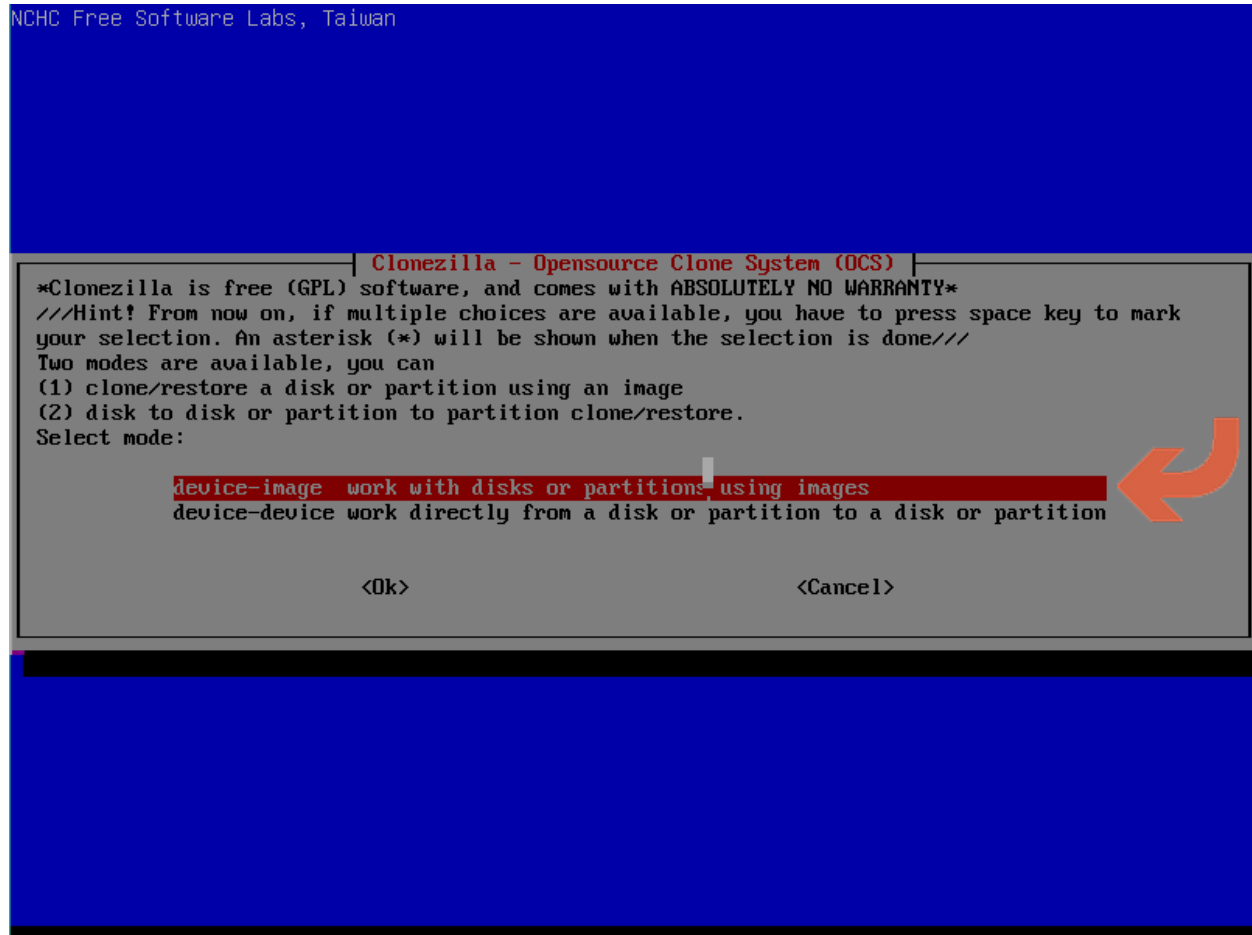 NCHC Free Software Labs, Taiwan
Clonezilla - Opensource Clone System (OCS)
*Clonezilla is free (GPL) software, and comes with ABSOLUTELY NO WARRANTY*
///Hint! From now on, if multiple choices are available, you have to press space key to mark
your selection. An asterisk (*) will be shown when the selection is done///
Two modes are available, you can
(1) clone/restore a disk or partition using an image
(2) disk to disk or partition to partition clone/restore.
Select mode:
device-image work with disks or partitions using images
device-device work directly from a disk or partition to a disk or partition
<Ok> <Cancel>